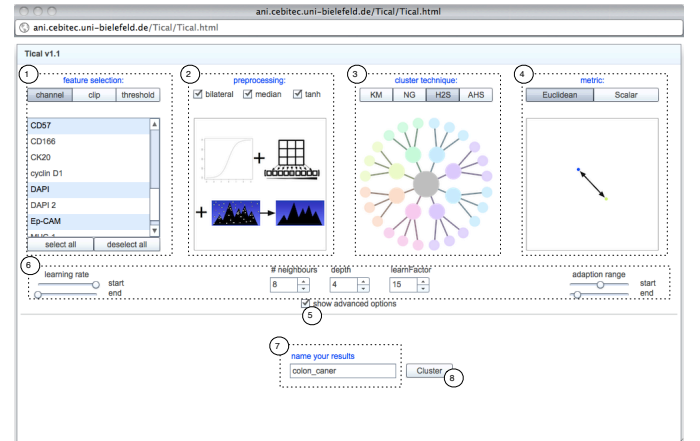 ani.cebitec.uni-bielefeld.de/Tical/Tical.html
ani.cebitec.uni-bielefeld.de/Tical/Tical.html
Tical v1.1
1
feature selection:
channel clip threshold
CD57
CD166
CK20
cyclin D1
DAPI
DAPI 2
Ep-CAM
MUC-1
select all deselect all
2
preprocessing:
bilateral median tanh
3
cluster technique:
KM NG H2S AHS
4
metric:
Euclidean Scalar
6
learning rate
start
end
# neighbours depth learnFactor
8 4 15
adaption range
start
end
show advanced options
5
7
name your results
colon_caner
Cluster
8